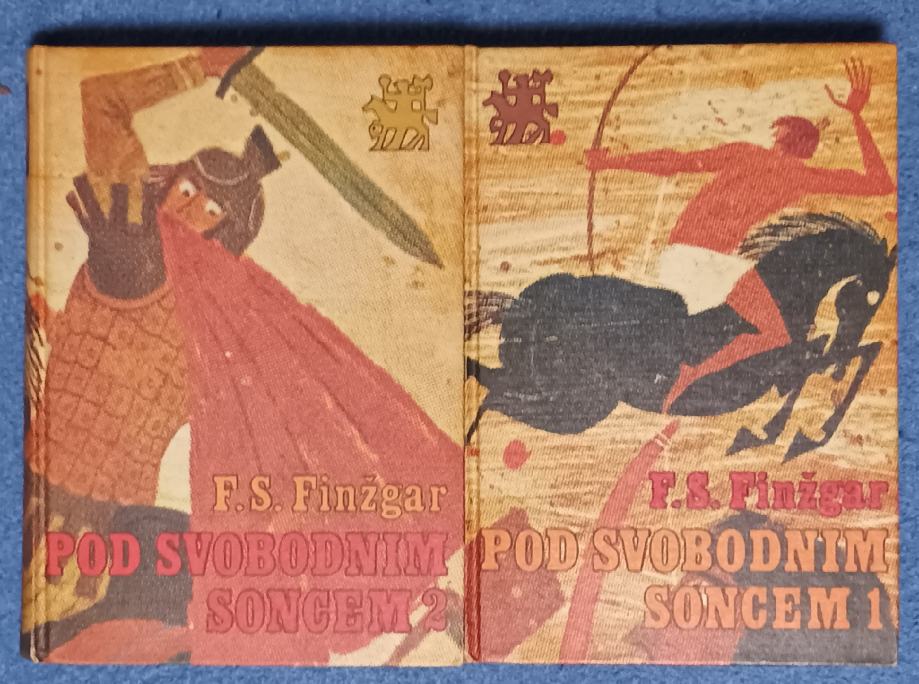 F.S. Finžgar
POD SVOBODNIM
SONCEM 2
F.S. Finžgar
POD SVOBODNIM
SONCEM 1